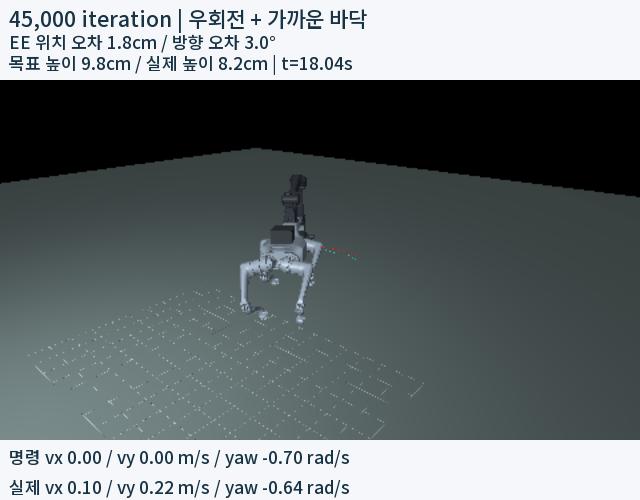 45,000 iteration | 우회전 + 가까운 바닥
EE 위치 오차 1.8cm / 방향 오차 3.0°
목표 높이 9.8cm / 실제 높이 8.2cm | t=18.04s
명령 vx 0.00 / vy 0.00 m/s / yaw -0.70 rad/s
실제 vx 0.10 / vy 0.22 m/s / yaw -0.64 rad/s